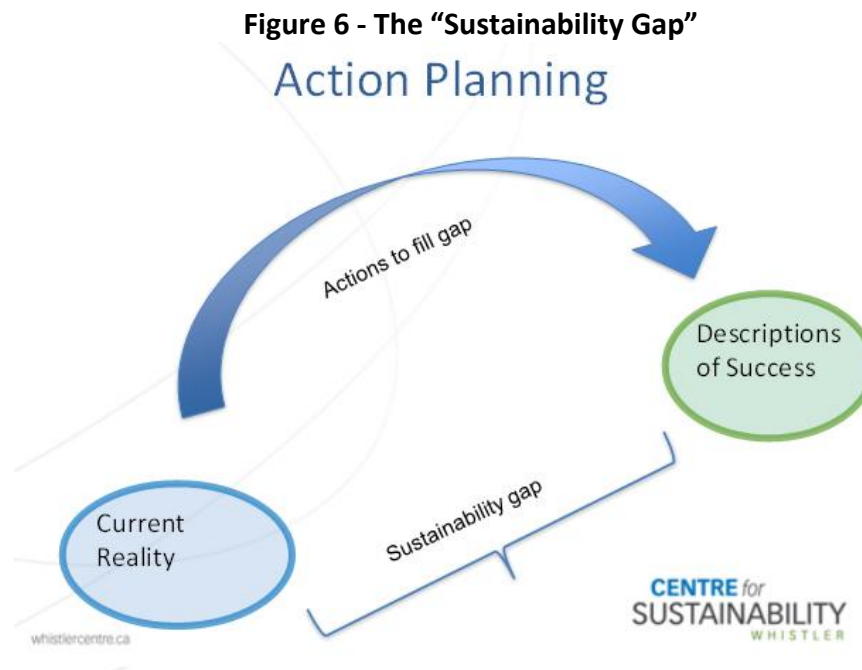 Figure 6 - The “Sustainability Gap”
Action Planning
Actions to fill gap
Descriptions
of Success
Sustainability gap
Current
Reality
CENTRE for
SUSTAINABILITY
WHISTLER
whistlercentre.ca